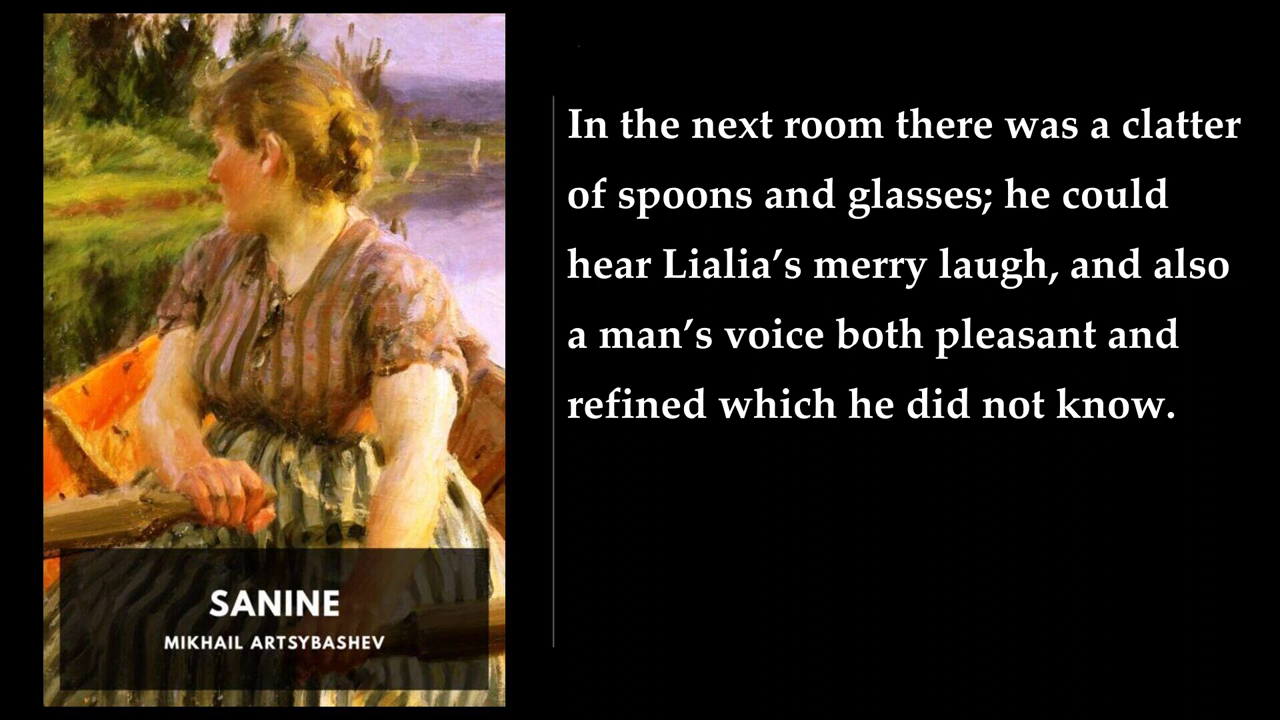 SANINE
MIKHAIL ARTSYBASHEV
In the next room there was a clatter
of spoons and glasses; he could
hear Lialia’s merry laugh, and also
a man’s voice both pleasant and
refined which he did not know.